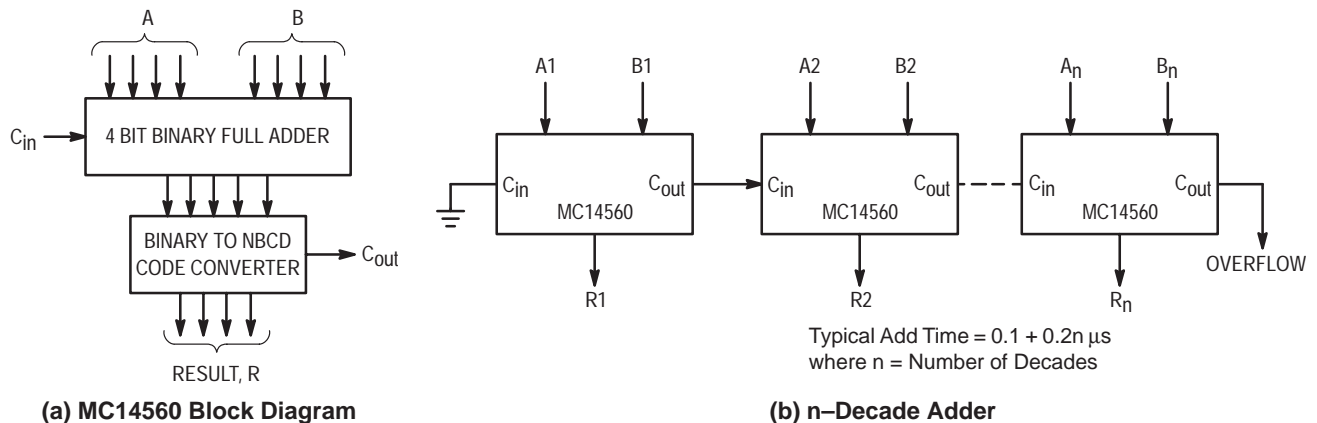 A
B
C_in
4 BIT BINARY FULL ADDER
BINARY TO NBCD
CODE CONVERTER
C_out
RESULT, R
(a) MC14560 Block Diagram
A1
B1
A2
B2
A_n
B_n
C_in
C_out
C_in
C_out
C_in
C_out
MC14560
MC14560
MC14560
OVERFLOW
R1
R2
R_n
Typical Add Time = 0.1 + 0.2n μs
where n = Number of Decades
(b) n–Decade Adder